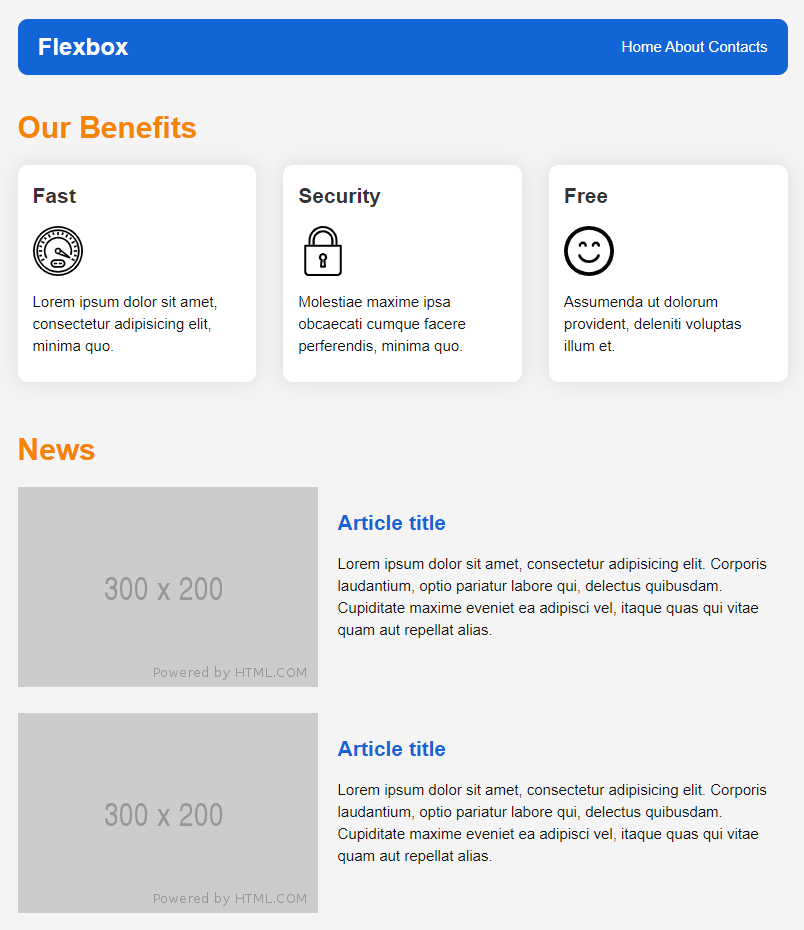 Flexbox
Home About Contacts
Our Benefits
Fast
Lorem ipsum dolor sit amet,
consectetur adipisicing elit,
minima quo.
Security
Molestiae maxime ipsa
obcaecati cumque facere
perferendis, minima quo.
Free
Assumenda ut dolorum
provident, deleniti voluptas
illum et.
News
300 x 200
Powered by HTML.COM
Article title
Lorem ipsum dolor sit amet, consectetur adipisicing elit. Corporis
laudantium, optio pariatur labore qui, delectus quibusdam.
Cupiditate maxime eveniet ea adipisci vel, itaque quas qui vitae
quam aut repellat alias.
300 x 200
Powered by HTML.COM
Article title
Lorem ipsum dolor sit amet, consectetur adipisicing elit. Corporis
laudantium, optio pariatur labore qui, delectus quibusdam.
Cupiditate maxime eveniet ea adipisci vel, itaque quas qui vitae
quam aut repellat alias.